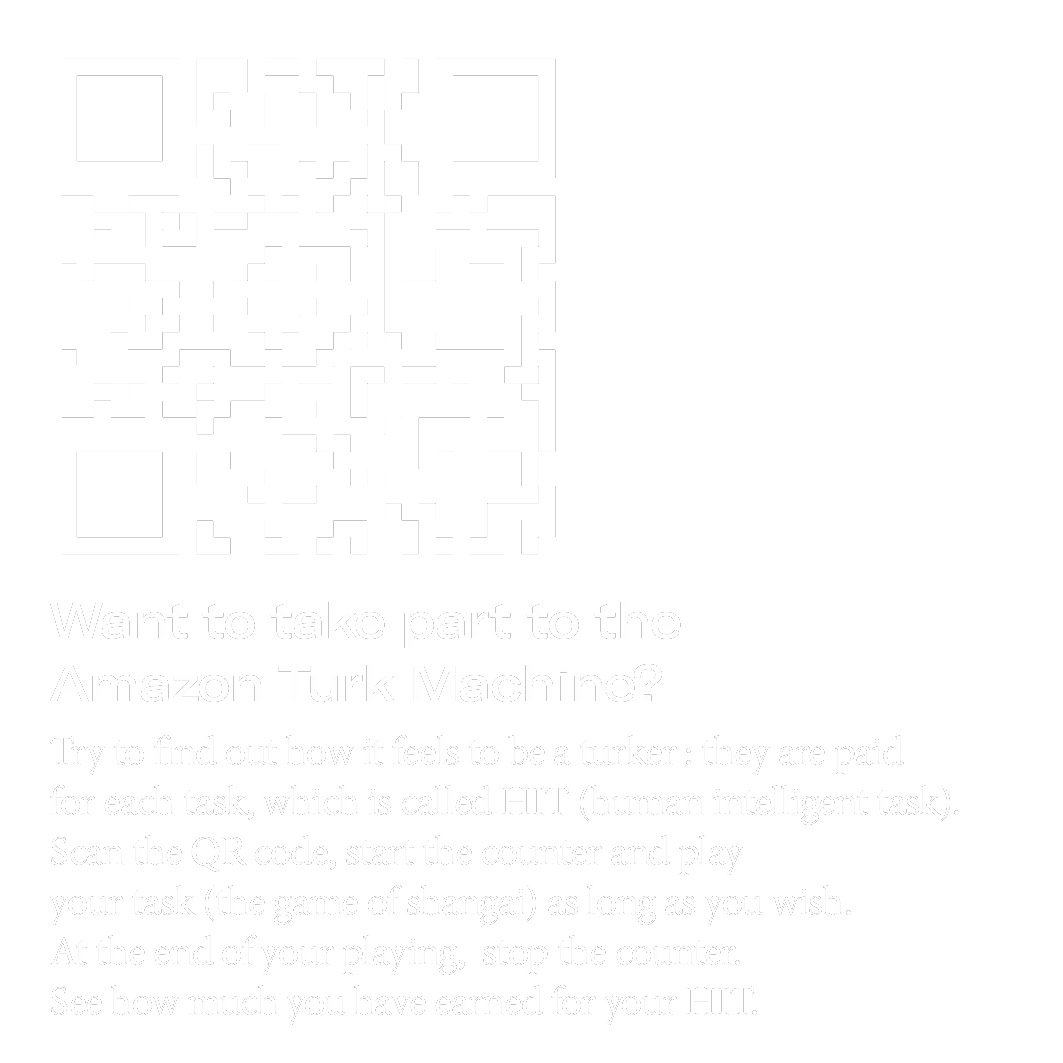 Want to take part to the
Amazon Turk Machine?
Try to find out how it feels to be a turker : they are paid
for each task, which is called HIT (human intelligent task).
Scan the QR code, start the counter and play
your task (the game of shangai) as long as you wish.
At the end of your playing, stop the counter.
See how much you have earned for your HIT.